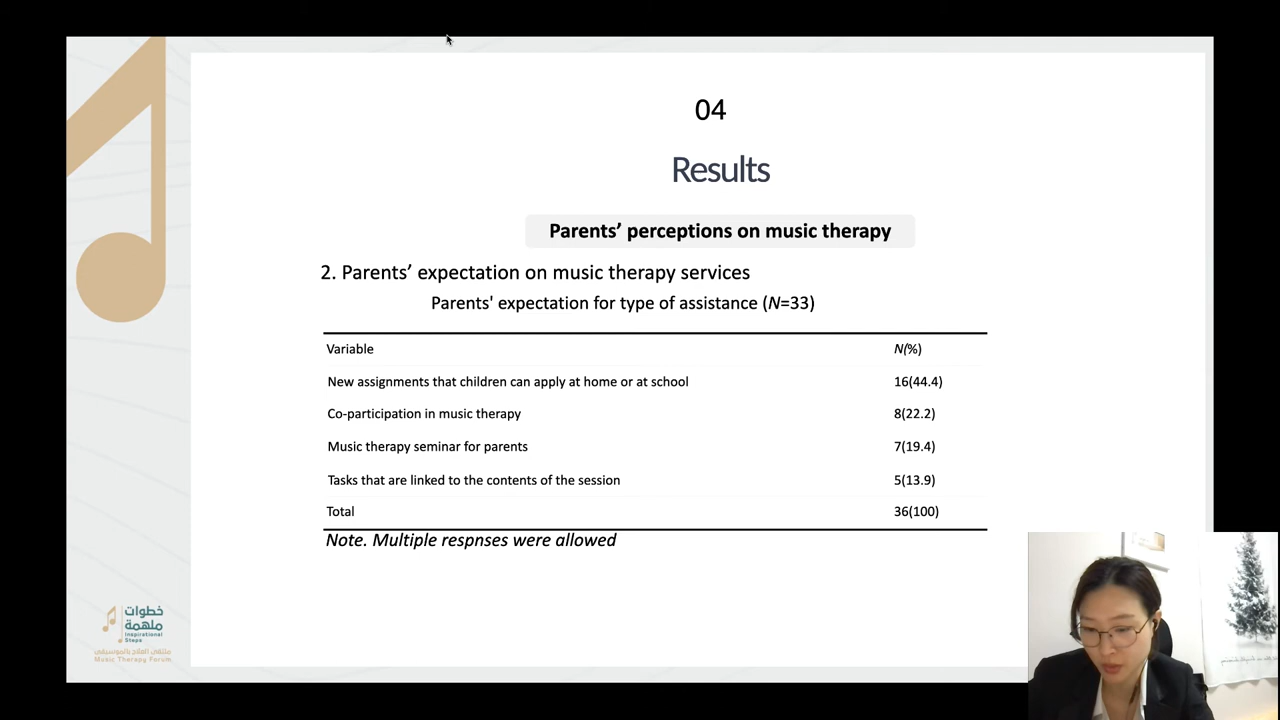 04
Results
Parents’ perceptions on music therapy
2. Parents’ expectation on music therapy services
Parents' expectation for type of assistance (N=33)
Variable N(%)
New assignments that children can apply at home or at school 16(44.4)
Co-participation in music therapy 8(22.2)
Music therapy seminar for parents 7(19.4)
Tasks that are linked to the contents of the session 5(13.9)
Total 36(100)
Note. Multiple respnses were allowed
خطوات
ملهمة
Inspirational
Steps
ملتقى العلاج بالموسيقى
Music Therapy Forum